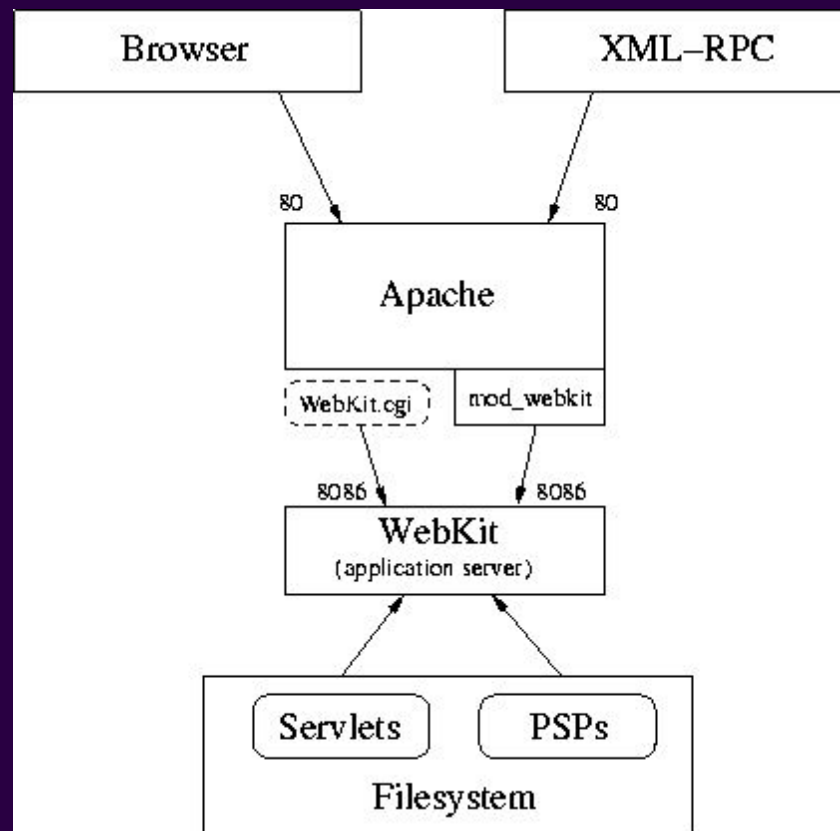 Browser
XML–RPC
80
80
Apache
WebKit.cgi
mod_webkit
8086
8086
WebKit
(application server)
Servlets
PSPs
Filesystem